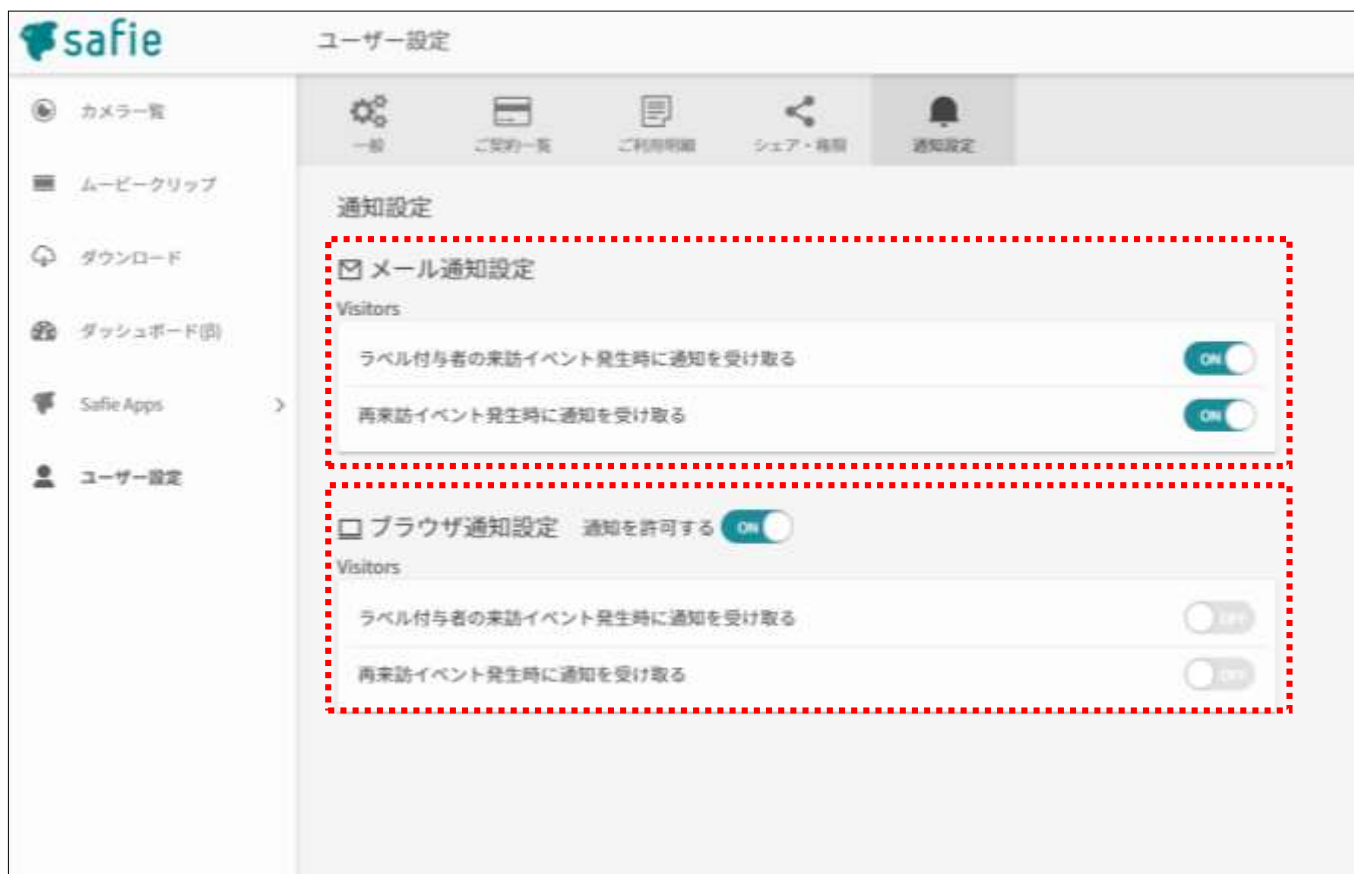 safie
ユーザー設定
カメラ一覧
ムービークリップ
ダウンロード
ダッシュボード(β)
Safie Apps
ユーザー設定
一般
ご契約一覧
ご利用明細
シェア・権限
通知設定
通知設定
メール通知設定
Visitors
ラベル付与者の来訪イベント発生時に通知を受け取る
ON
再来訪イベント発生時に通知を受け取る
ON
ブラウザ通知設定 通知を許可する ON
Visitors
ラベル付与者の来訪イベント発生時に通知を受け取る
OFF
再来訪イベント発生時に通知を受け取る
OFF